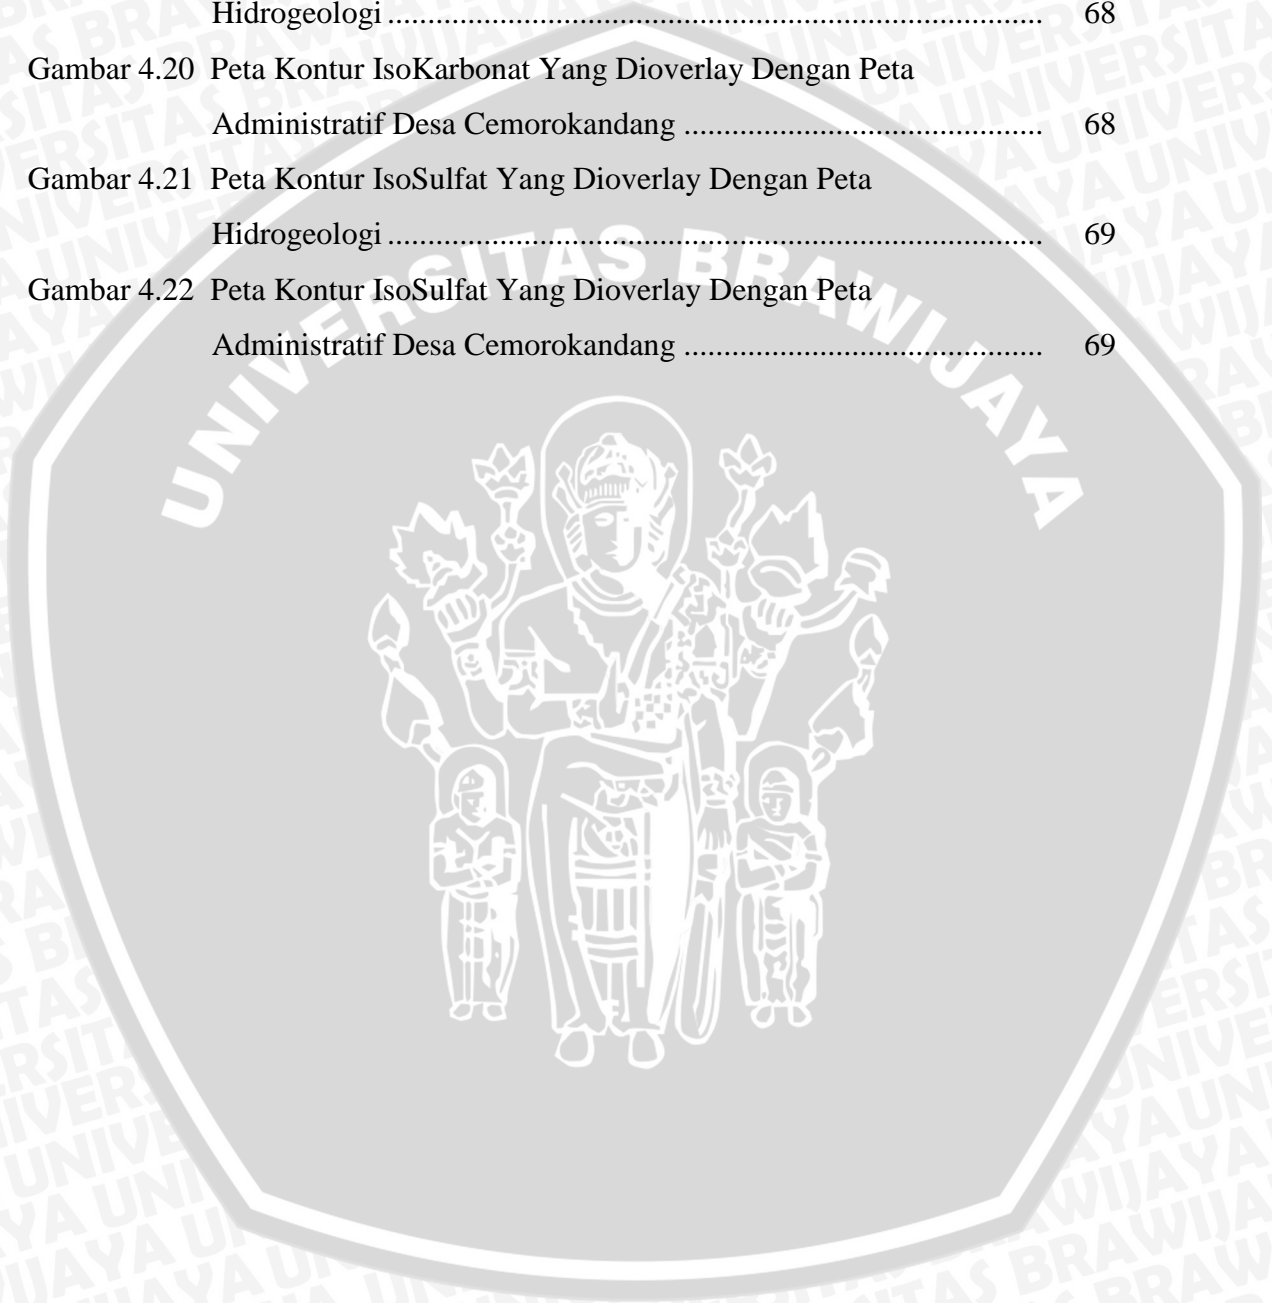 Hidrogeologi ................................................................................. 68
Gambar 4.20 Peta Kontur IsoKarbonat Yang Dioverlay Dengan Peta
Administratif Desa Cemorokandang ............................................. 68
Gambar 4.21 Peta Kontur IsoSulfat Yang Dioverlay Dengan Peta
Hidrogeologi ................................................................................. 69
Gambar 4.22 Peta Kontur IsoSulfat Yang Dioverlay Dengan Peta
Administratif Desa Cemorokandang ............................................. 69
UNIVERSITAS BRAWIJAYA